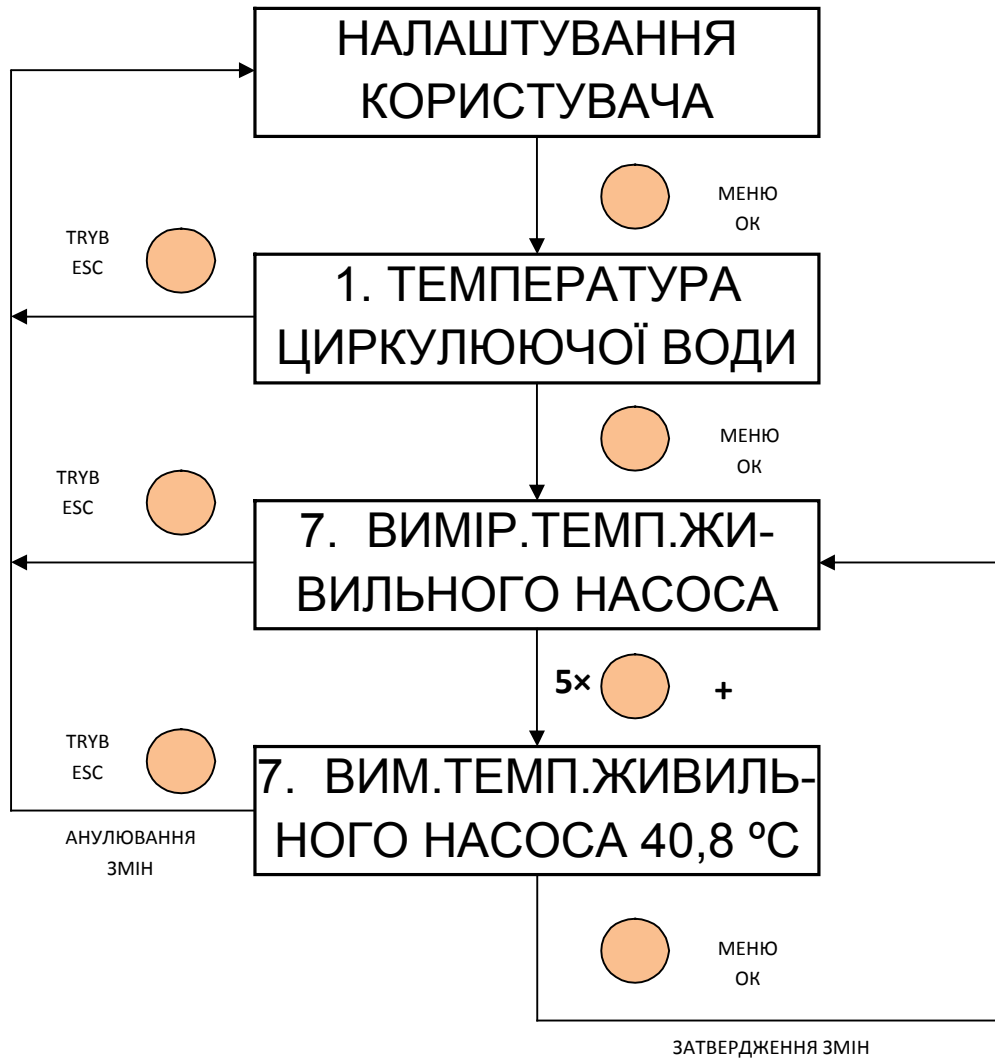 НАЛАШТУВАННЯ
КОРИСТУВАЧА
МЕНЮ
ОК
TRYB
ESC
1. ТЕМПЕРАТУРА
ЦИРКУЛЮЮЧОЇ ВОДИ
МЕНЮ
ОК
TRYB
ESC
7. ВИМІР.ТЕМП.ЖИ-
ВИЛЬНОГО НАСОСА
5× +
TRYB
ESC
7. ВИМ.ТЕМП.ЖИВИЛЬ-
НОГО НАСОСА 40,8 ºС
АНУЛЮВАННЯ
ЗМІН
МЕНЮ
ОК
ЗАТВЕРДЖЕННЯ ЗМІН